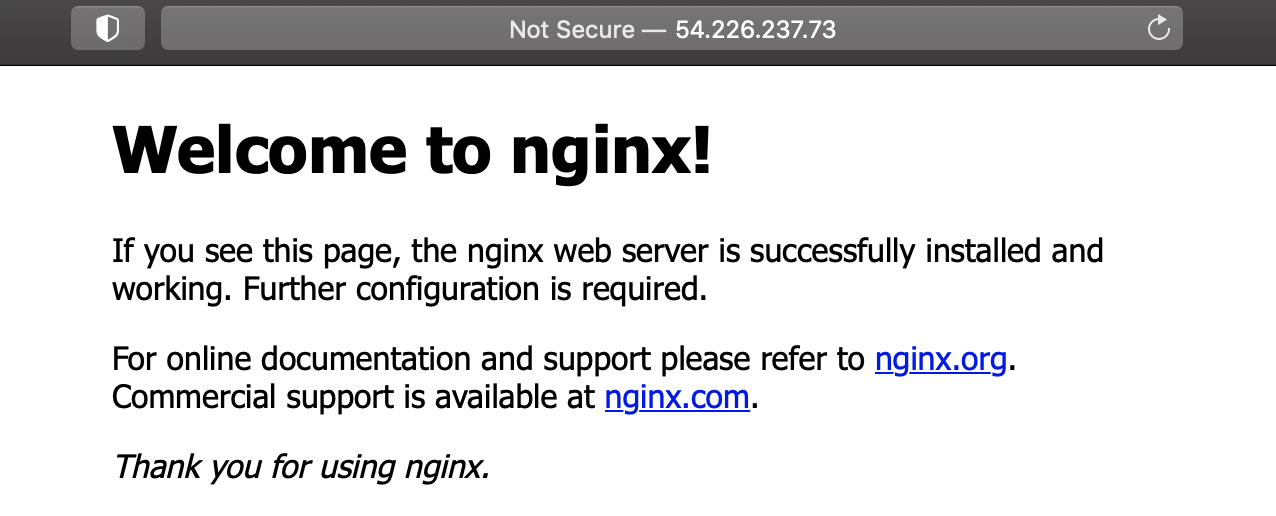 Not Secure — 54.226.237.73
Welcome to nginx!
If you see this page, the nginx web server is successfully installed and
working. Further configuration is required.
For online documentation and support please refer to nginx.org.
Commercial support is available at nginx.com.
Thank you for using nginx.